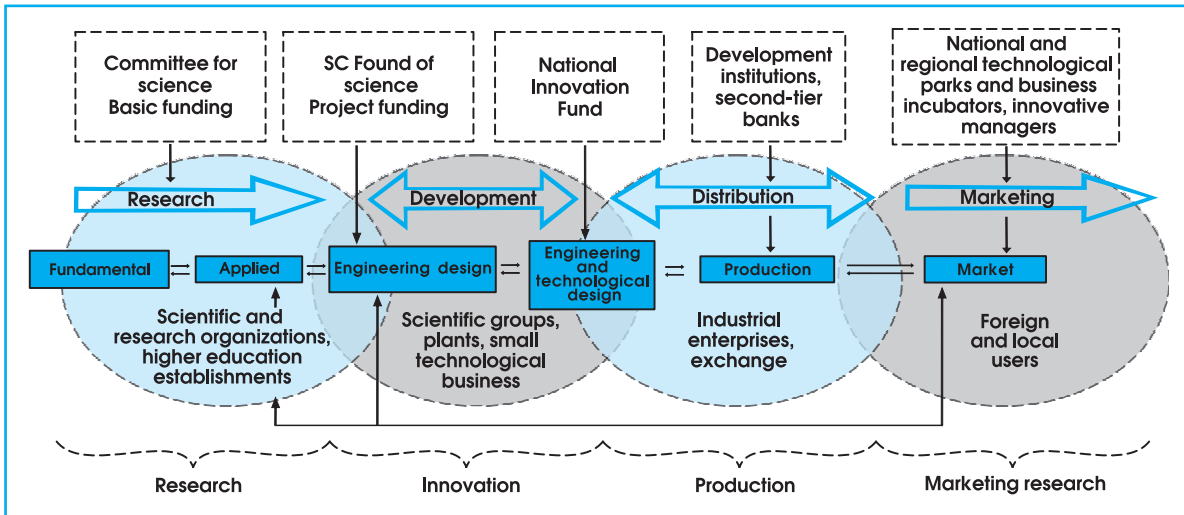 Committee for
science
Basic funding
SC Found of
science
Project funding
National
Innovation
Fund
Development
institutions,
second-tier
banks
National and
regional technological
parks and business
incubators, innovative
managers
Research
Development
Distribution
Marketing
Fundamental
Applied
Engineering design
Engineering
and
technological
design
Production
Market
Scientific and
research organizations,
higher education
establishments
Scientific groups,
plants, small
technological
business
Industrial
enterprises,
exchange
Foreign
and local
users
Research
Innovation
Production
Marketing research